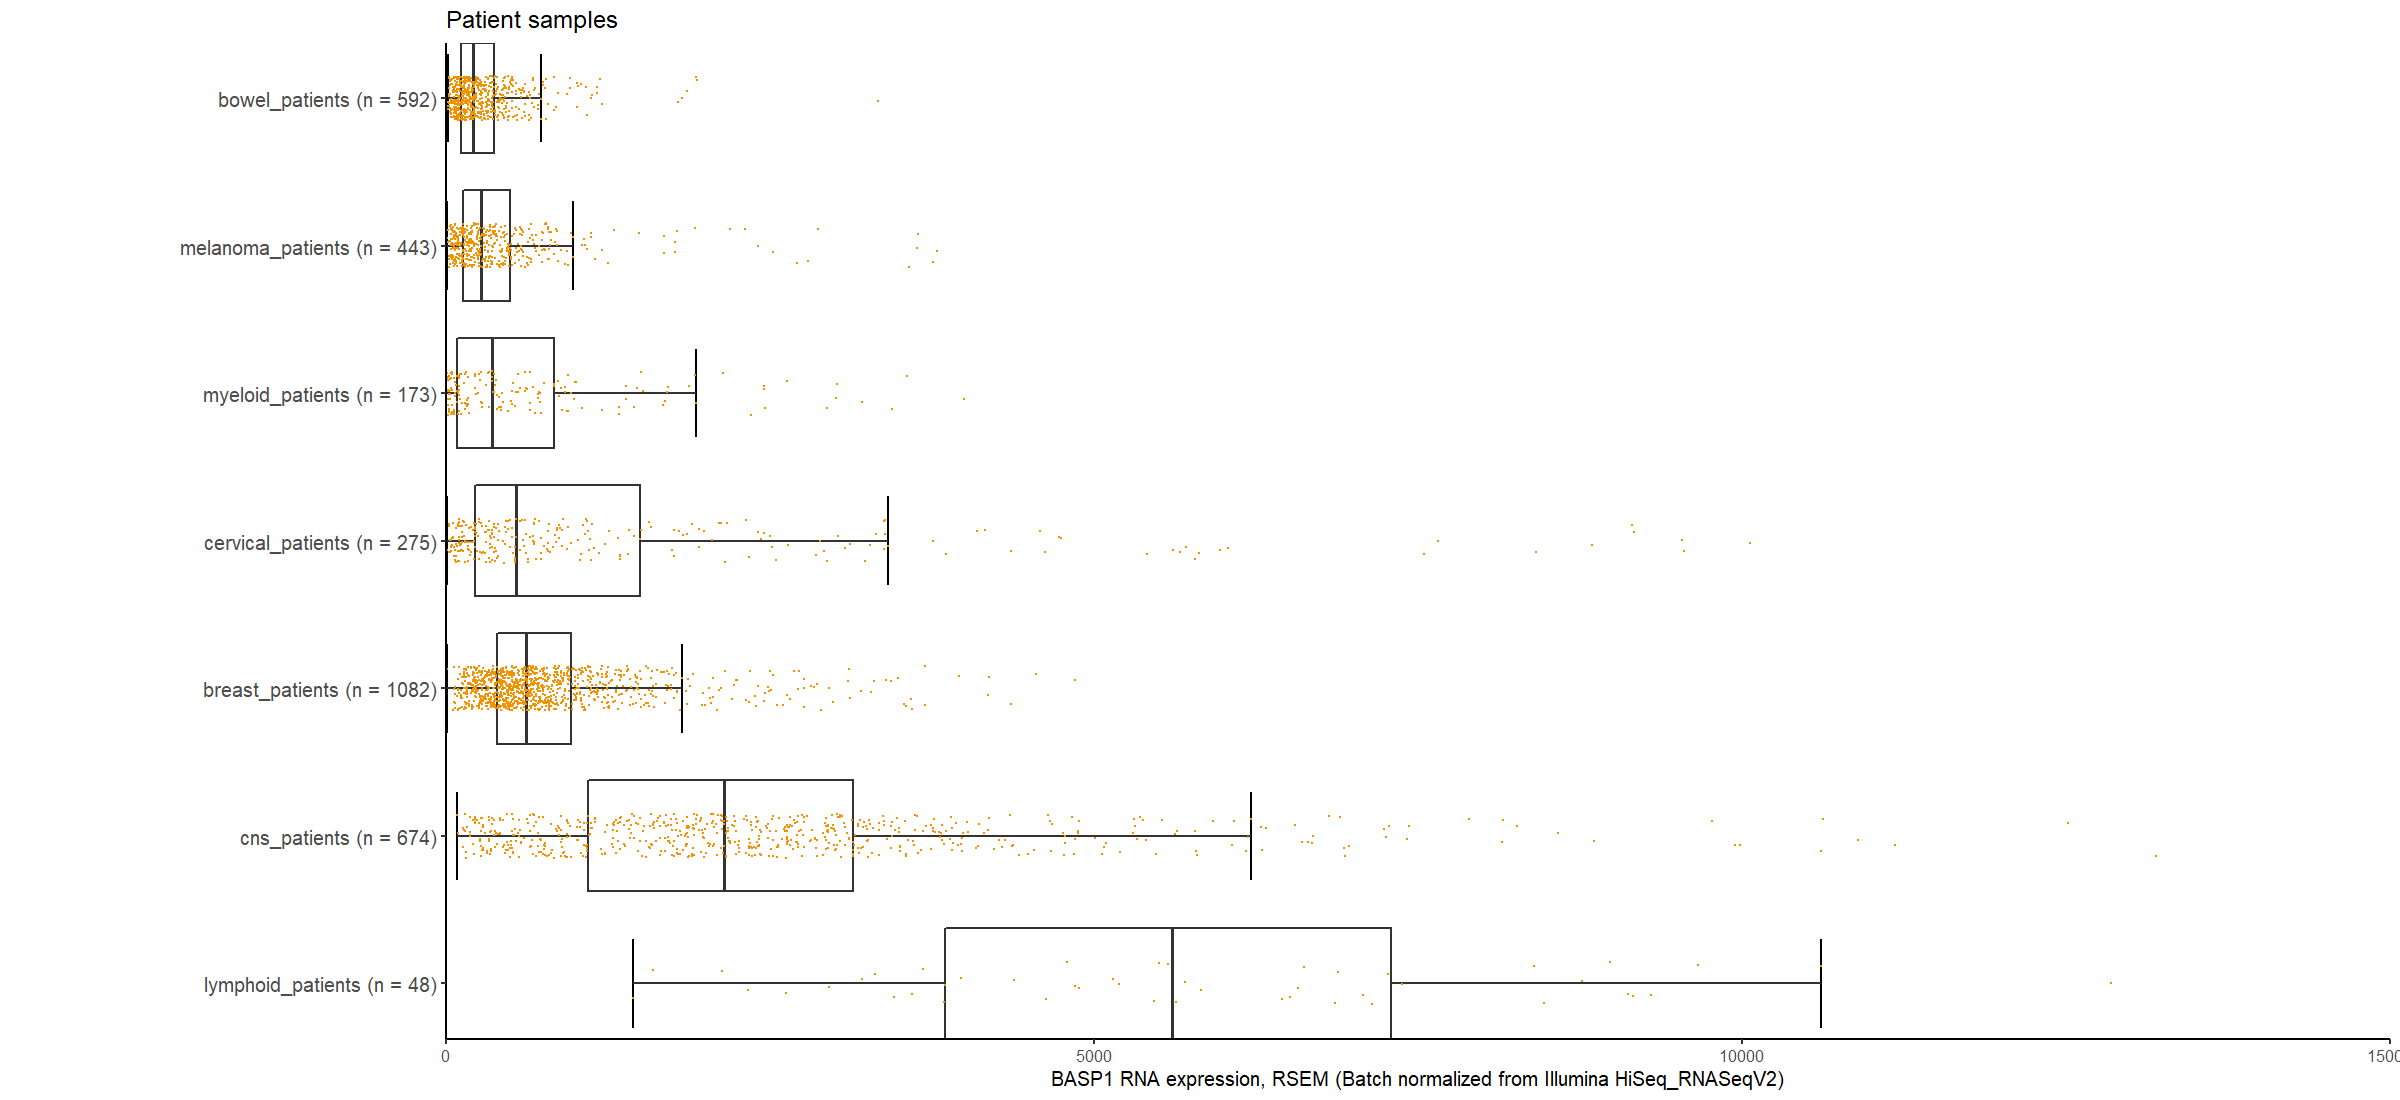 Patient samples
bowel_patients (n = 592)
melanoma_patients (n = 443)
myeloid_patients (n = 173)
cervical_patients (n = 275)
breast_patients (n = 1082)
cns_patients (n = 674)
lymphoid_patients (n = 48)
0 5000 10000 1500
BASP1 RNA expression, RSEM (Batch normalized from Illumina HiSeq_RNASeqV2)